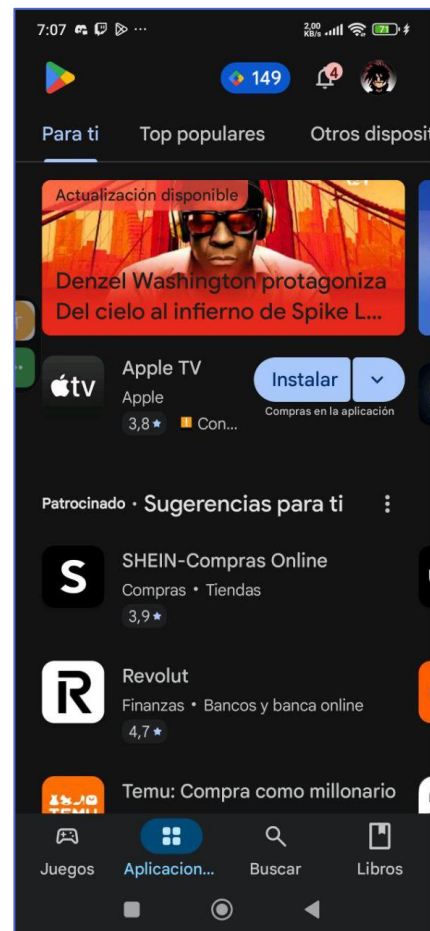 7:07
2,00
KB/s
71
149
4
Para ti
Top populares
Otros disposit
Actualización disponible
Denzel Washington protagoniza
Del cielo al infierno de Spike L...
tv
Apple TV
Apple
3,8★
Con...
Instalar
Compras en la aplicación
Patrocinado · Sugerencias para ti
S
SHEIN-Compras Online
Compras • Tiendas
3,9★
R
Revolut
Finanzas • Bancos y banca online
4,7★
TEMU
Temu: Compra como millonario
Juegos
Aplicacion...
Buscar
Libros